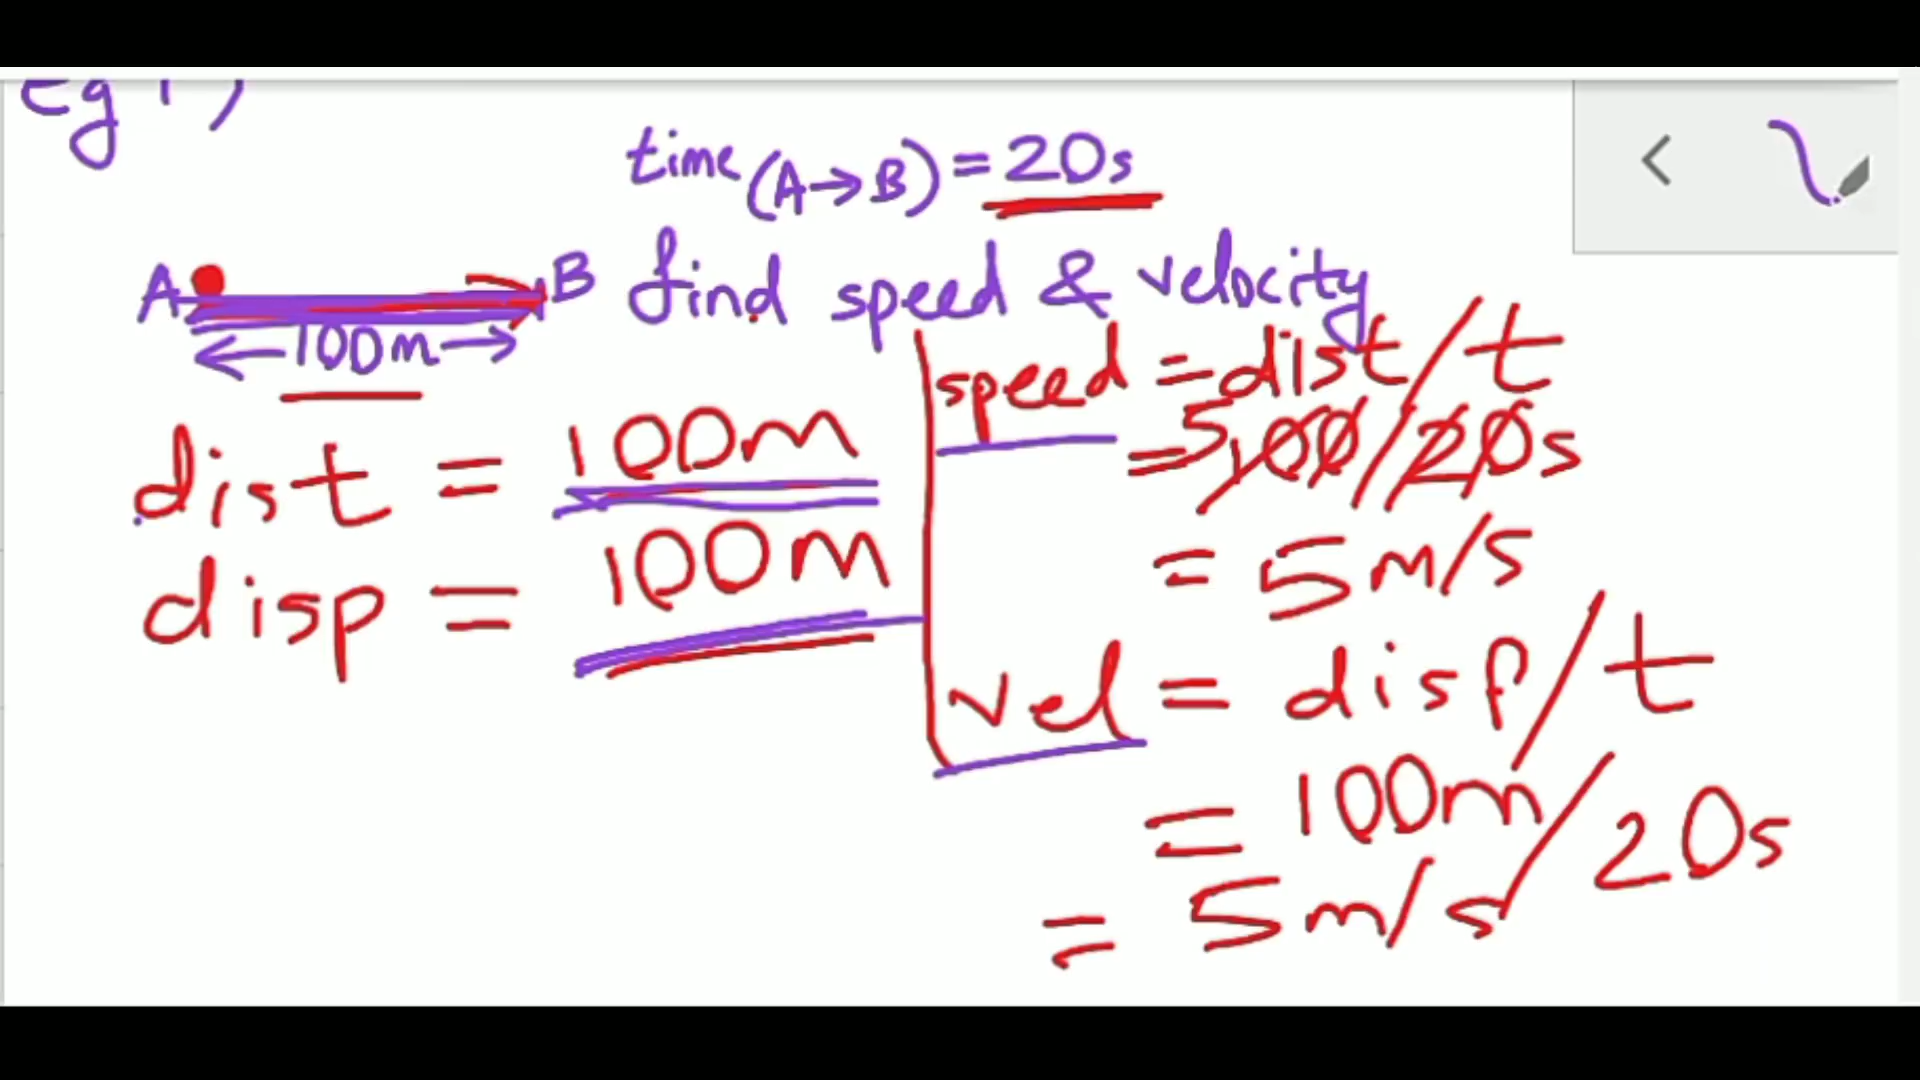 eg 1)
time (A→B) = 20s
A B find speed & velocity
←100m→
speed = dist/t
dist = 100m
= 5 100/20s
disp = 100m
= 5m/s
vel = disp/t
= 100m/20s
= 5m/s